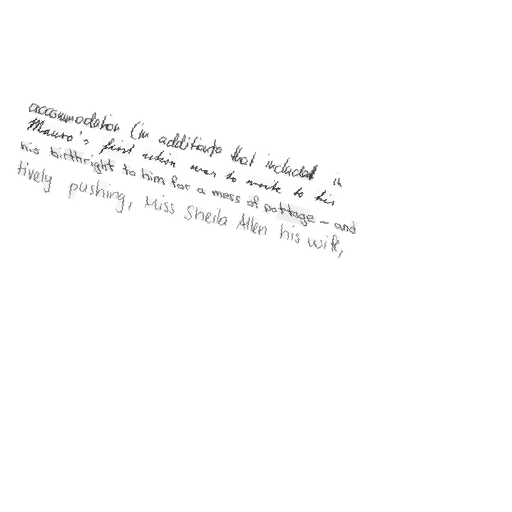 accommodation (in addition to that included in
Mauro's first action was to write to his
his birthright to him for a mess of pottage - and
tively pushing, Miss Sheila Allen his wife,